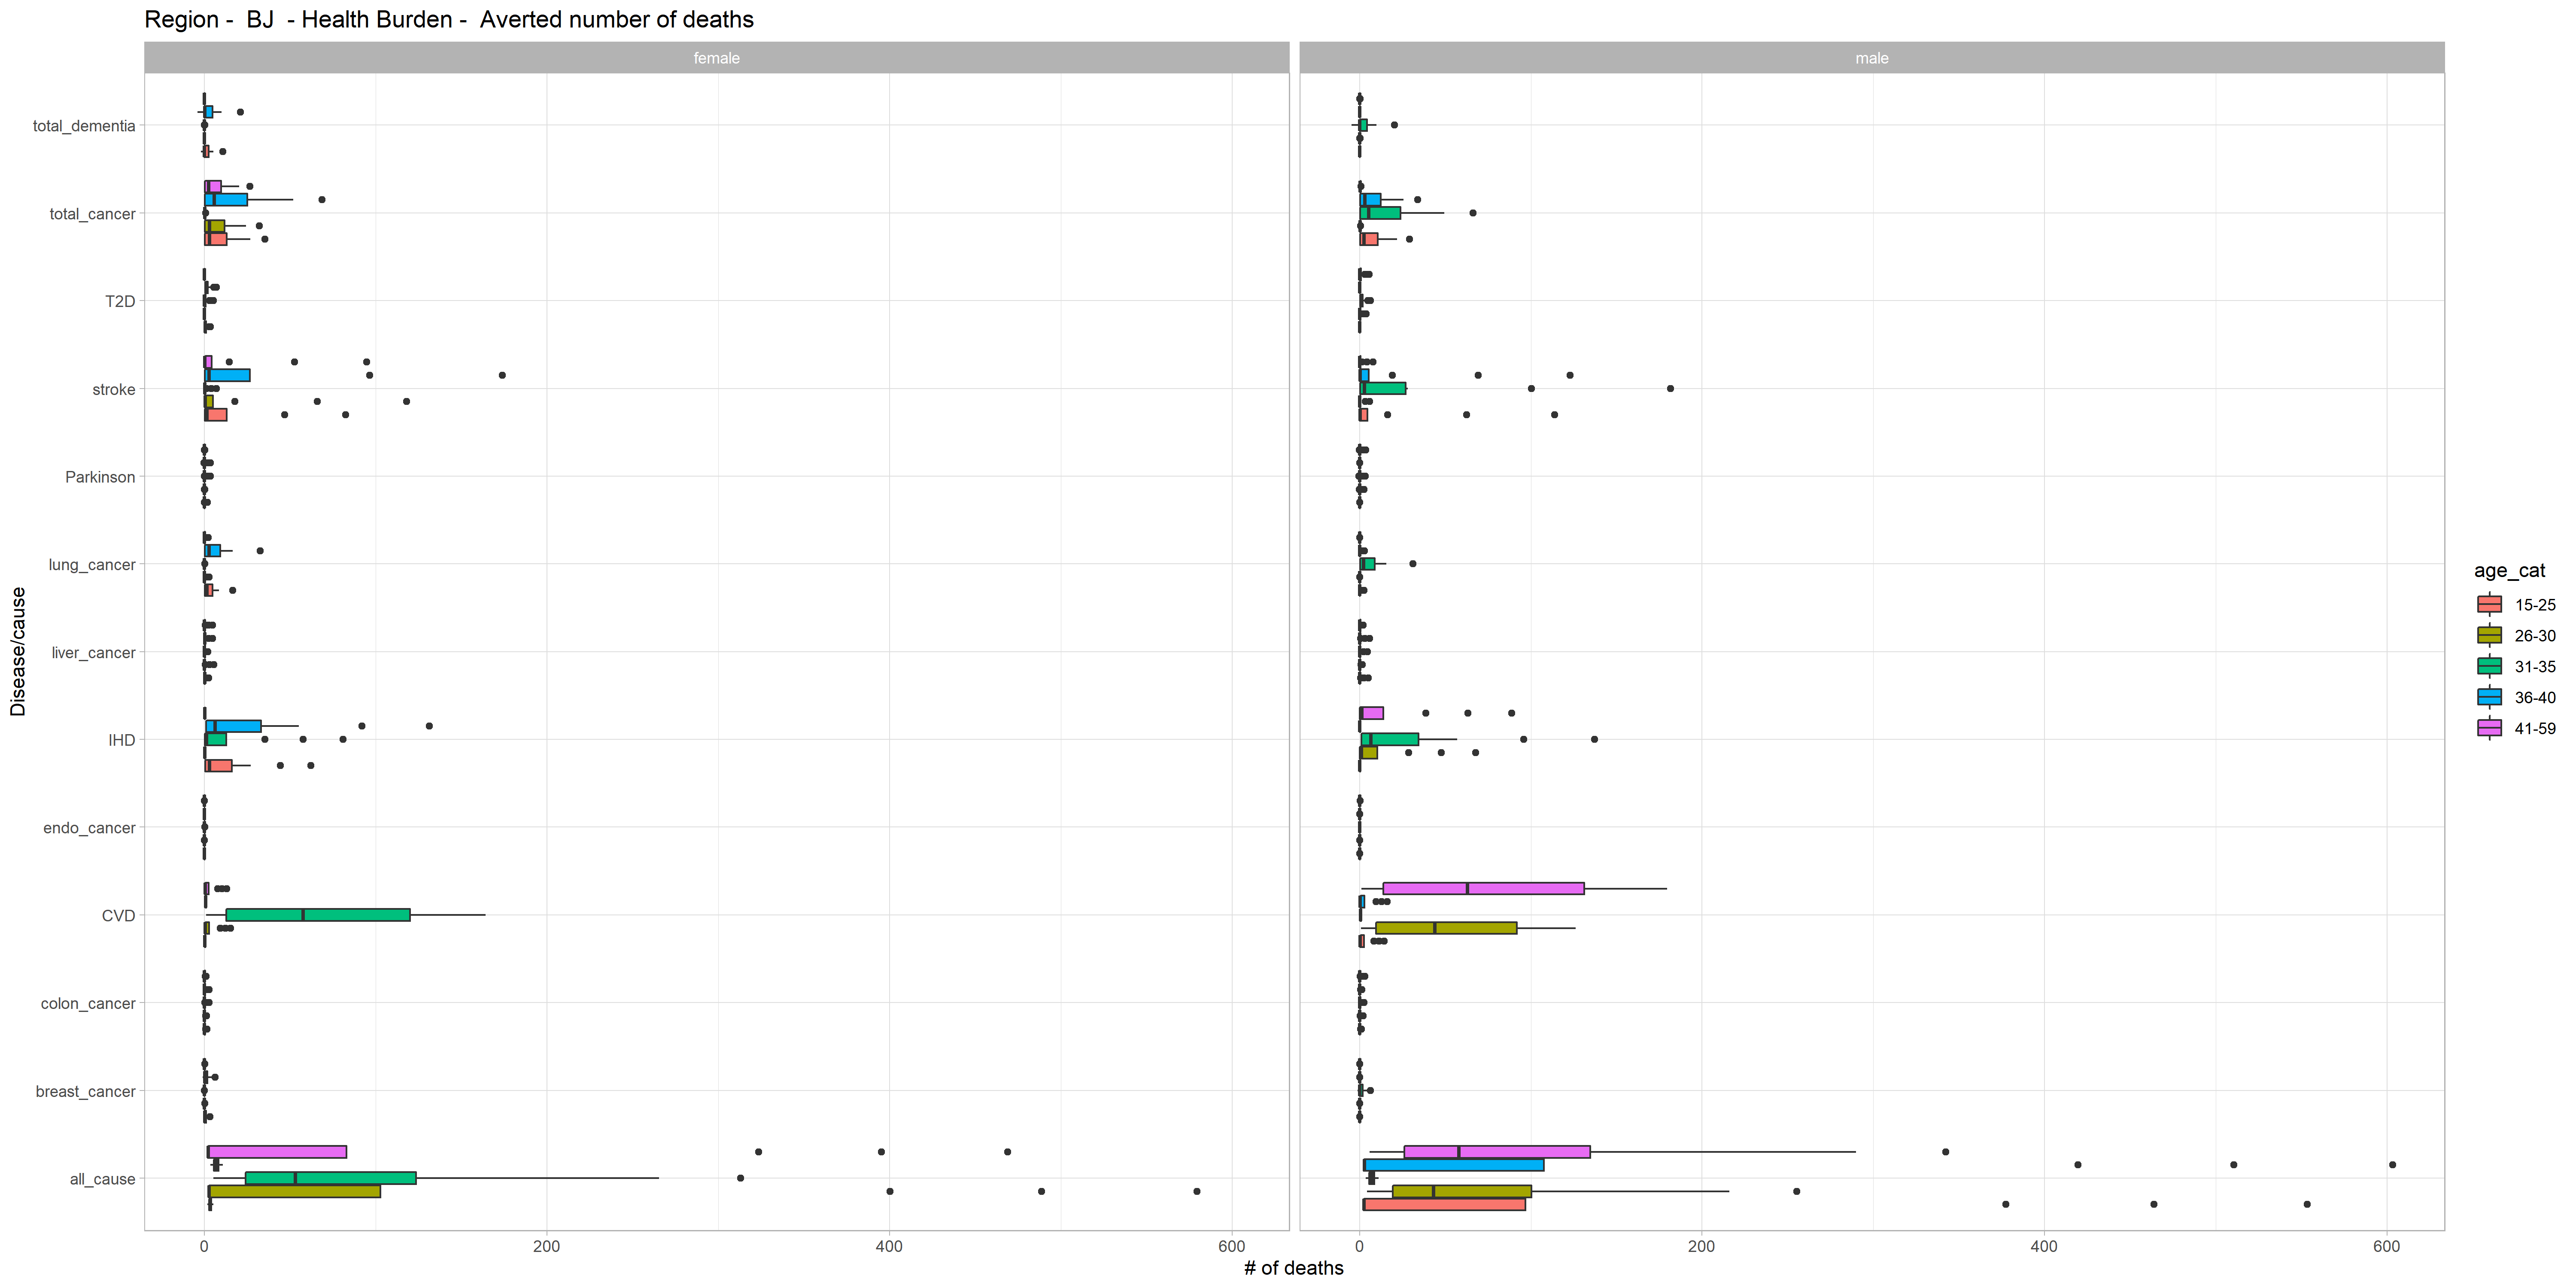 Region -  BJ  - Health Burden -  Averted number of deaths
female
male
Disease/cause
total_dementia
total_cancer
T2D
stroke
Parkinson
lung_cancer
liver_cancer
IHD
endo_cancer
CVD
colon_cancer
breast_cancer
all_cause
0 200 400 600
0 200 400 600
# of deaths
age_cat
15-25
26-30
31-35
36-40
41-59